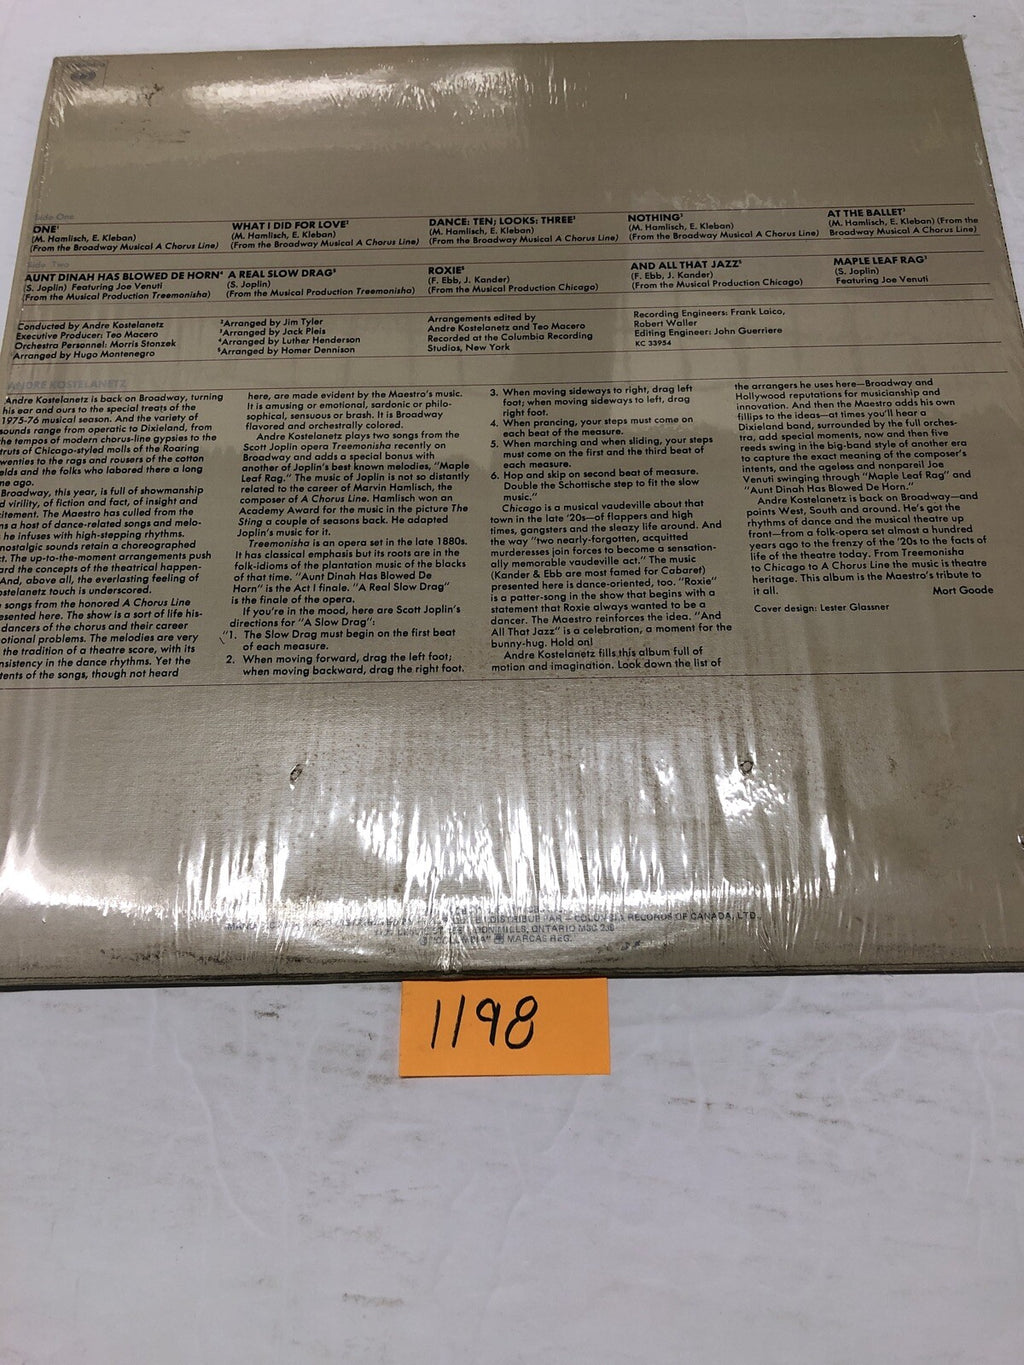 Side One
ONE¹
(M. Hamlisch, E. Kleban)
(From the Broadway Musical A Chorus Line)
WHAT I DID FOR LOVE²
(M. Hamlisch, E. Kleban)
(From the Broadway Musical A Chorus Line)
DANCE: TEN; LOOKS: THREE²
(M. Hamlisch, E. Kleban)
(From the Broadway Musical A Chorus Line)
NOTHING³
(M. Hamlisch, E. Kleban)
(From the Broadway Musical A Chorus Line)
AT THE BALLET³
(M. Hamlisch, E. Kleban) (From the
Broadway Musical A Chorus Line)
Side Two
AUNT DINAH HAS BLOWED DE HORN⁴
(S. Joplin) Featuring Joe Venuti
(From the Musical Production Treemonisha)
A REAL SLOW DRAG⁵
(S. Joplin)
(From the Musical Production Treemonisha)
ROXIE⁵
(F. Ebb, J. Kander)
(From the Musical Production Chicago)
AND ALL THAT JAZZ⁵
(F. Ebb, J. Kander)
(From the Musical Production Chicago)
MAPLE LEAF RAG³
(S. Joplin)
Featuring Joe Venuti
Conducted by Andre Kostelanetz
Executive Producer: Teo Macero
Orchestra Personnel: Morris Stonzek
Arranged by Hugo Montenegro
²Arranged by Jim Tyler
³Arranged by Jack Pleis
⁴Arranged by Luther Henderson
⁵Arranged by Homer Dennison
Arrangements edited by
Andre Kostelanetz and Teo Macero
Recorded at the Columbia Recording
Studios, New York
Recording Engineers: Frank Laico,
Robert Waller
Editing Engineer: John Guerriere
KC 33954
ANDRE KOSTELANETZ
Andre Kostelanetz is back on Broadway, turning
his ear and ours to the special treats of the
1975-76 musical season. And the variety of
sounds range from operatic to Dixieland, from
the tempos of modern chorus-line gypsies to the
truts of Chicago-styled molls of the Roaring
wenties to the rags and rousers of the cotton
elds and the folks who labored there a long
me ago.
Broadway, this year, is full of showmanship
d virility, of fiction and fact, of insight and
citement. The Maestro has culled from the
ns a host of dance-related songs and melo-
he infuses with high-stepping rhythms.
nostalgic sounds retain a choreographed
ct. The up-to-the-moment arrangements push
ard the concepts of the theatrical happen-
And, above all, the everlasting feeling of
ostelanetz touch is underscored.
songs from the honored A Chorus Line
esented here. The show is a sort of life his-
dancers of the chorus and their career
otional problems. The melodies are very
the tradition of a theatre score, with its
nsistency in the dance rhythms. Yet the
tents of the songs, though not heard
here, are made evident by the Maestro's music.
It is amusing or emotional, sardonic or philo-
sophical, sensuous or brash. It is Broadway
flavored and orchestrally colored.
Andre Kostelanetz plays two songs from the
Scott Joplin opera Treemonisha recently on
Broadway and adds a special bonus with
another of Joplin's best known melodies, "Maple
Leaf Rag." The music of Joplin is not so distantly
related to the career of Marvin Hamlisch, the
composer of A Chorus Line. Hamlisch won an
Academy Award for the music in the picture The
Sting a couple of seasons back. He adapted
Joplin's music for it.
Treemonisha is an opera set in the late 1880s.
It has classical emphasis but its roots are in the
folk-idioms of the plantation music of the blacks
of that time. "Aunt Dinah Has Blowed De
Horn" is the Act I finale. "A Real Slow Drag"
is the finale of the opera.
If you're in the mood, here are Scott Joplin's
directions for "A Slow Drag":
"1. The Slow Drag must begin on the first beat
of each measure.
2. When moving forward, drag the left foot;
when moving backward, drag the right foot.
3. When moving sideways to right, drag left
foot; when moving sideways to left, drag
right foot.
4. When prancing, your steps must come on
each beat of the measure.
5. When marching and when sliding, your steps
must come on the first and the third beat of
each measure.
6. Hop and skip on second beat of measure.
Double the Schottische step to fit the slow
music."
Chicago is a musical vaudeville about that
town in the late '20s—of flappers and high
times, gangsters and the sleazy life around. And
the way "two nearly-forgotten, acquitted
murderesses join forces to become a sensation-
ally memorable vaudeville act." The music
(Kander & Ebb are most famed for Cabaret)
presented here is dance-oriented, too. "Roxie"
is a patter-song in the show that begins with a
statement that Roxie always wanted to be a
dancer. The Maestro reinforces the idea. "And
All That Jazz" is a celebration, a moment for the
bunny-hug. Hold on!
Andre Kostelanetz fills this album full of
motion and imagination. Look down the list of
the arrangers he uses here—Broadway and
Hollywood reputations for musicianship and
innovation. And then the Maestro adds his own
fillips to the ideas—at times you'll hear a
Dixieland band, surrounded by the full orches-
tra, add special moments, now and then five
reeds swing in the big-band style of another era
to capture the exact meaning of the composer's
intents, and the ageless and nonpareil Joe
Venuti swinging through "Maple Leaf Rag" and
"Aunt Dinah Has Blowed De Horn."
Andre Kostelanetz is back on Broadway—and
points West, South and around. He's got the
rhythms of dance and the musical theatre up
front—from a folk-opera set almost a hundred
years ago to the frenzy of the '20s to the facts of
life of the theatre today. From Treemonisha
to Chicago to A Chorus Line the music is theatre
heritage. This album is the Maestro's tribute to
it all.
Mort Goode
Cover design: Lester Glassner
DISTRIBUÉ PAR – COLUMBIA RECORDS OF CANADA, LTD.
DON MILLS, ONTARIO
"COLUMBIA" MARCAS REG.
1198